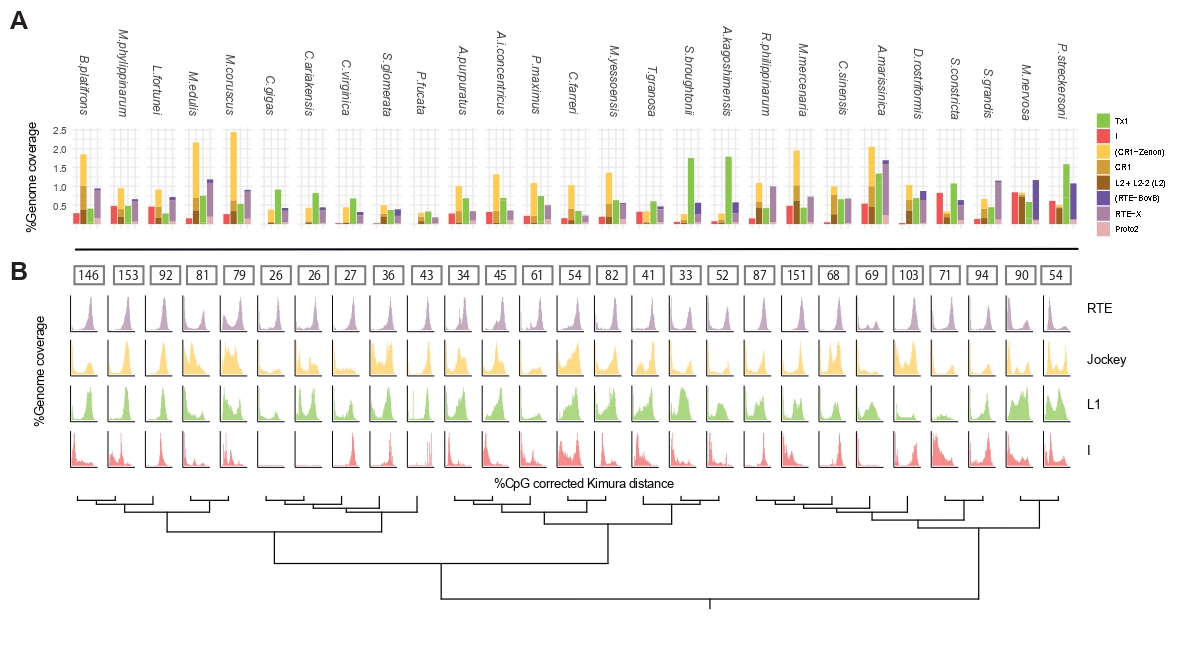 A
B.platifrons
M.phylippinarum
L.fortunei
M.edulis
M.coruscus
C.gigas
C.ariakensis
C.virginica
S.glomerata
P.fucata
A.purpuratus
A.i.concentricus
P.maximus
C.farreri
M.yessoensis
T.granosa
S.broughtonii
A.kagoshimensis
R.philippinarum
M.mercenaria
C.sinensis
A.marissinica
D.rostriformis
S.constricta
S.grandis
M.nervosa
P.streckersoni
%Genome coverage
2.5
2.0
1.5
1.0
0.5
Tx1
I
(CR1-Zenon)
CR1
L2+ L2-2 (L2)
(RTE-BovB)
RTE-X
Proto2
B
146 153 92 81 79 26 26 27 36 43 34 45 61 54 82 41 33 52 87 151 68 69 103 71 94 90 54
%Genome coverage
RTE
Jockey
L1
I
%CpG corrected Kimura distance